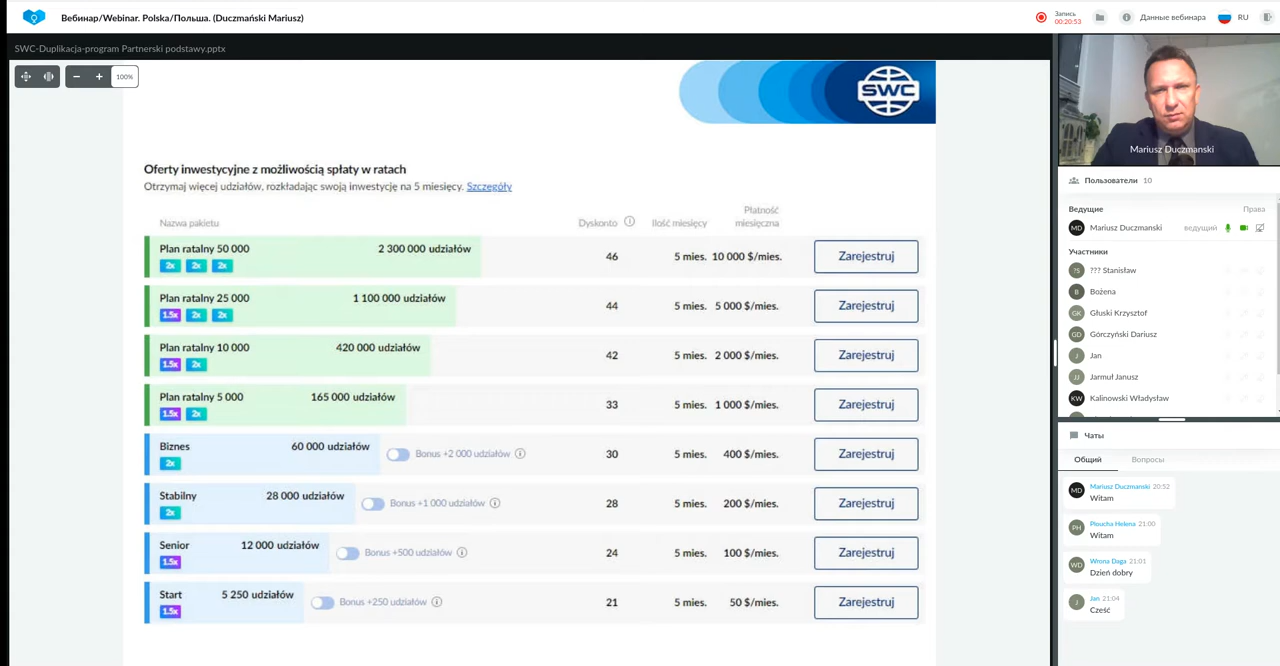 Вебинар/Webinar. Polska/Польша. (Duczmański Mariusz)
Запись
00:20:53
Данные вебинара
RU
SWC-Duplikacja-program Partnerski podstawy.pptx
100%
SWC
Oferty inwestycyjne z możliwością spłaty w ratach
Otrzymaj więcej udziałów, rozkładając swoją inwestycję na 5 miesięcy. Szczegóły
Nazwa pakietu Dyskonto Ilość miesięcy Płatność miesięczna
Plan ratalny 50 000 2 300 000 udziałów 46 5 mies. 10 000 $/mies. Zarejestruj
2x 2x 2x
Plan ratalny 25 000 1 100 000 udziałów 44 5 mies. 5 000 $/mies. Zarejestruj
1.5x 2x 2x
Plan ratalny 10 000 420 000 udziałów 42 5 mies. 2 000 $/mies. Zarejestruj
1.5x 2x
Plan ratalny 5 000 165 000 udziałów 33 5 mies. 1 000 $/mies. Zarejestruj
1.5x 2x
Biznes 60 000 udziałów Bonus +2 000 udziałów 30 5 mies. 400 $/mies. Zarejestruj
2x
Stabilny 28 000 udziałów Bonus +1 000 udziałów 28 5 mies. 200 $/mies. Zarejestruj
2x
Senior 12 000 udziałów Bonus +500 udziałów 24 5 mies. 100 $/mies. Zarejestruj
1.5x
Start 5 250 udziałów Bonus +250 udziałów 21 5 mies. 50 $/mies. Zarejestruj
1.5x
Mariusz Duczmanski
Пользователи 10
Ведущие Права
MD Mariusz Duczmanski ведущий
Участники
?S ??? Stanisław
B Bożena
GK Głuski Krzysztof
GD Górczyński Dariusz
J Jan
JJ Jarmuł Janusz
KW Kalinowski Władysław
Чаты
Общий Вопросы
MD Mariusz Duczmanski 20:52
Witam
PH Ploucha Helena 21:00
Witam
WD Wrona Daga 21:01
Dzień dobry
J Jan 21:04
Cześć